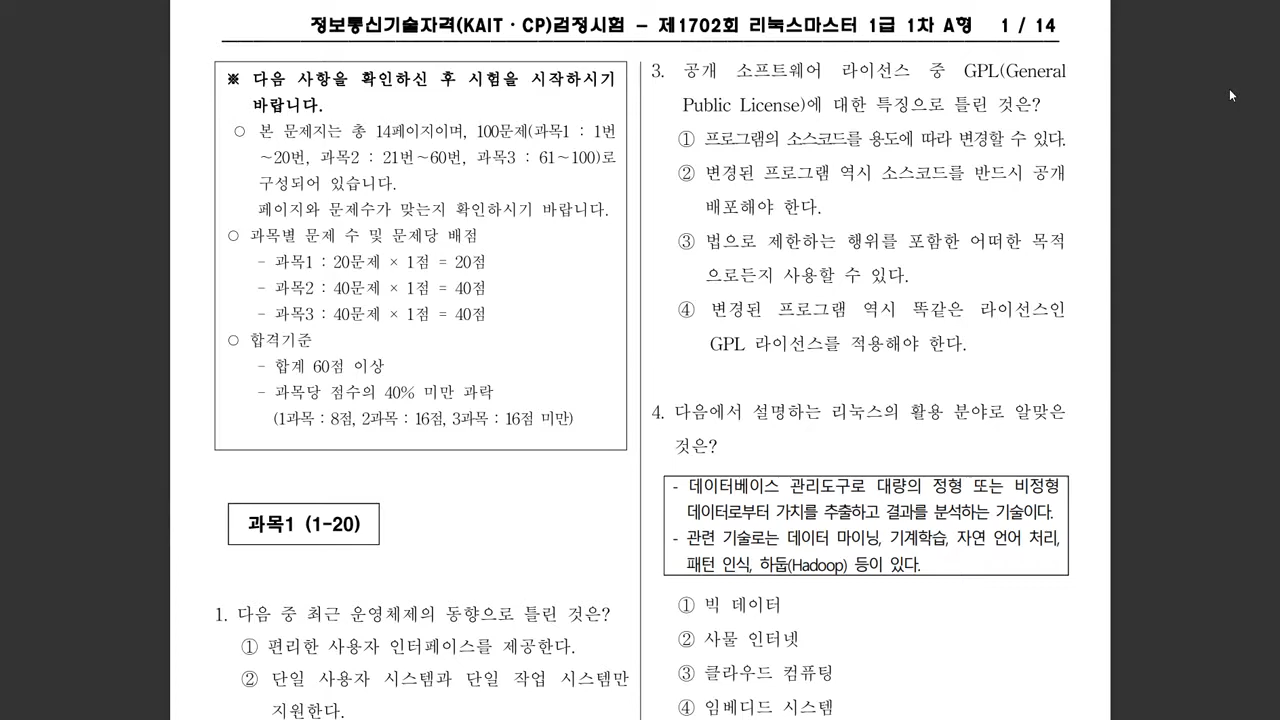 정보통신기술자격(KAIT · CP)검정시험 – 제1702회 리눅스마스터 1급 1차 A형 1 / 14
※ 다음 사항을 확인하신 후 시험을 시작하시기
바랍니다.
○ 본 문제지는 총 14페이지이며, 100문제(과목1 : 1번
~20번, 과목2 : 21번~60번, 과목3 : 61~100)로
구성되어 있습니다.
페이지와 문제수가 맞는지 확인하시기 바랍니다.
○ 과목별 문제 수 및 문제당 배점
- 과목1 : 20문제 × 1점 = 20점
- 과목2 : 40문제 × 1점 = 40점
- 과목3 : 40문제 × 1점 = 40점
○ 합격기준
- 합계 60점 이상
- 과목당 점수의 40% 미만 과락
(1과목 : 8점, 2과목 : 16점, 3과목 : 16점 미만)
과목1 (1-20)
1. 다음 중 최근 운영체제의 동향으로 틀린 것은?
① 편리한 사용자 인터페이스를 제공한다.
② 단일 사용자 시스템과 단일 작업 시스템만
지원한다.
3. 공개 소프트웨어 라이선스 중 GPL(General
Public License)에 대한 특징으로 틀린 것은?
① 프로그램의 소스코드를 용도에 따라 변경할 수 있다.
② 변경된 프로그램 역시 소스코드를 반드시 공개
배포해야 한다.
③ 법으로 제한하는 행위를 포함한 어떠한 목적
으로든지 사용할 수 있다.
④ 변경된 프로그램 역시 똑같은 라이선스인
GPL 라이선스를 적용해야 한다.
4. 다음에서 설명하는 리눅스의 활용 분야로 알맞은
것은?
- 데이터베이스 관리도구로 대량의 정형 또는 비정형
데이터로부터 가치를 추출하고 결과를 분석하는 기술이다.
- 관련 기술로는 데이터 마이닝, 기계학습, 자연 언어 처리,
패턴 인식, 하둡(Hadoop) 등이 있다.
① 빅 데이터
② 사물 인터넷
③ 클라우드 컴퓨팅
④ 임베디드 시스템